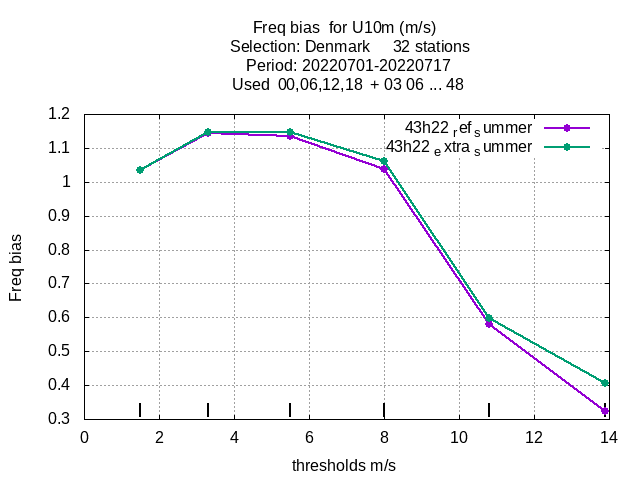 Freq bias  for U10m (m/s)
Selection: Denmark     32 stations
Period: 20220701-20220717
Used  00,06,12,18  + 03 06 ... 48
43h22 ref summer
43h22 extra summer
1.2
1.1
1
0.9
0.8
0.7
0.6
0.5
0.4
0.3
Freq bias
0 2 4 6 8 10 12 14
thresholds m/s